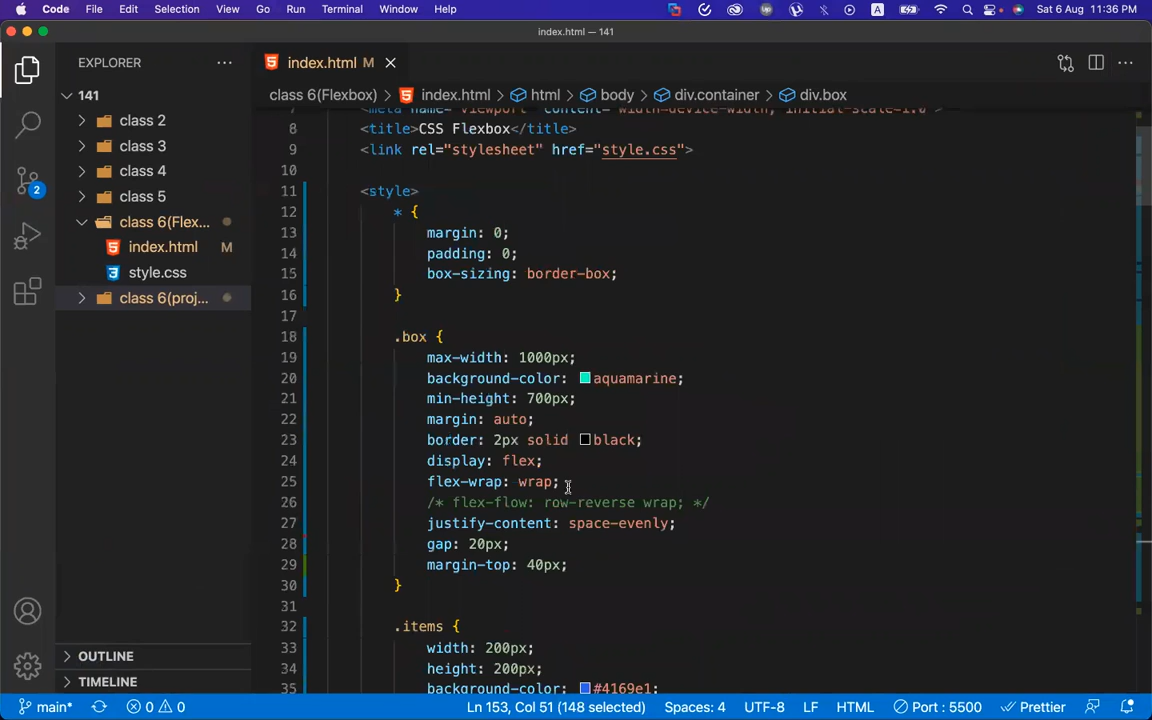 Code File Edit Selection View Go Run Terminal Window Help Up A Sat 6 Aug 11:36 PM
index.html — 141
EXPLORER ···
index.html M
141
class 6(Flexbox) > index.html > html > body > div.container > div.box
class 2
class 3
class 4
class 5
class 6(Flex...
index.html M
style.css
class 6(proj...
2
OUTLINE
TIMELINE
8 <title>CSS Flexbox</title>
9 <link rel="stylesheet" href="style.css">
10
11 <style>
12 * {
13 margin: 0;
14 padding: 0;
15 box-sizing: border-box;
16 }
17
18 .box {
19 max-width: 1000px;
20 background-color: aquamarine;
21 min-height: 700px;
22 margin: auto;
23 border: 2px solid black;
24 display: flex;
25 flex-wrap: wrap;
26 /* flex-flow: row-reverse wrap; */
27 justify-content: space-evenly;
28 gap: 20px;
29 margin-top: 40px;
30 }
31
32 .items {
33 width: 200px;
34 height: 200px;
35 background-color: #4169e1;
main* 0 0 Ln 153, Col 51 (148 selected) Spaces: 4 UTF-8 LF HTML Port : 5500 Prettier